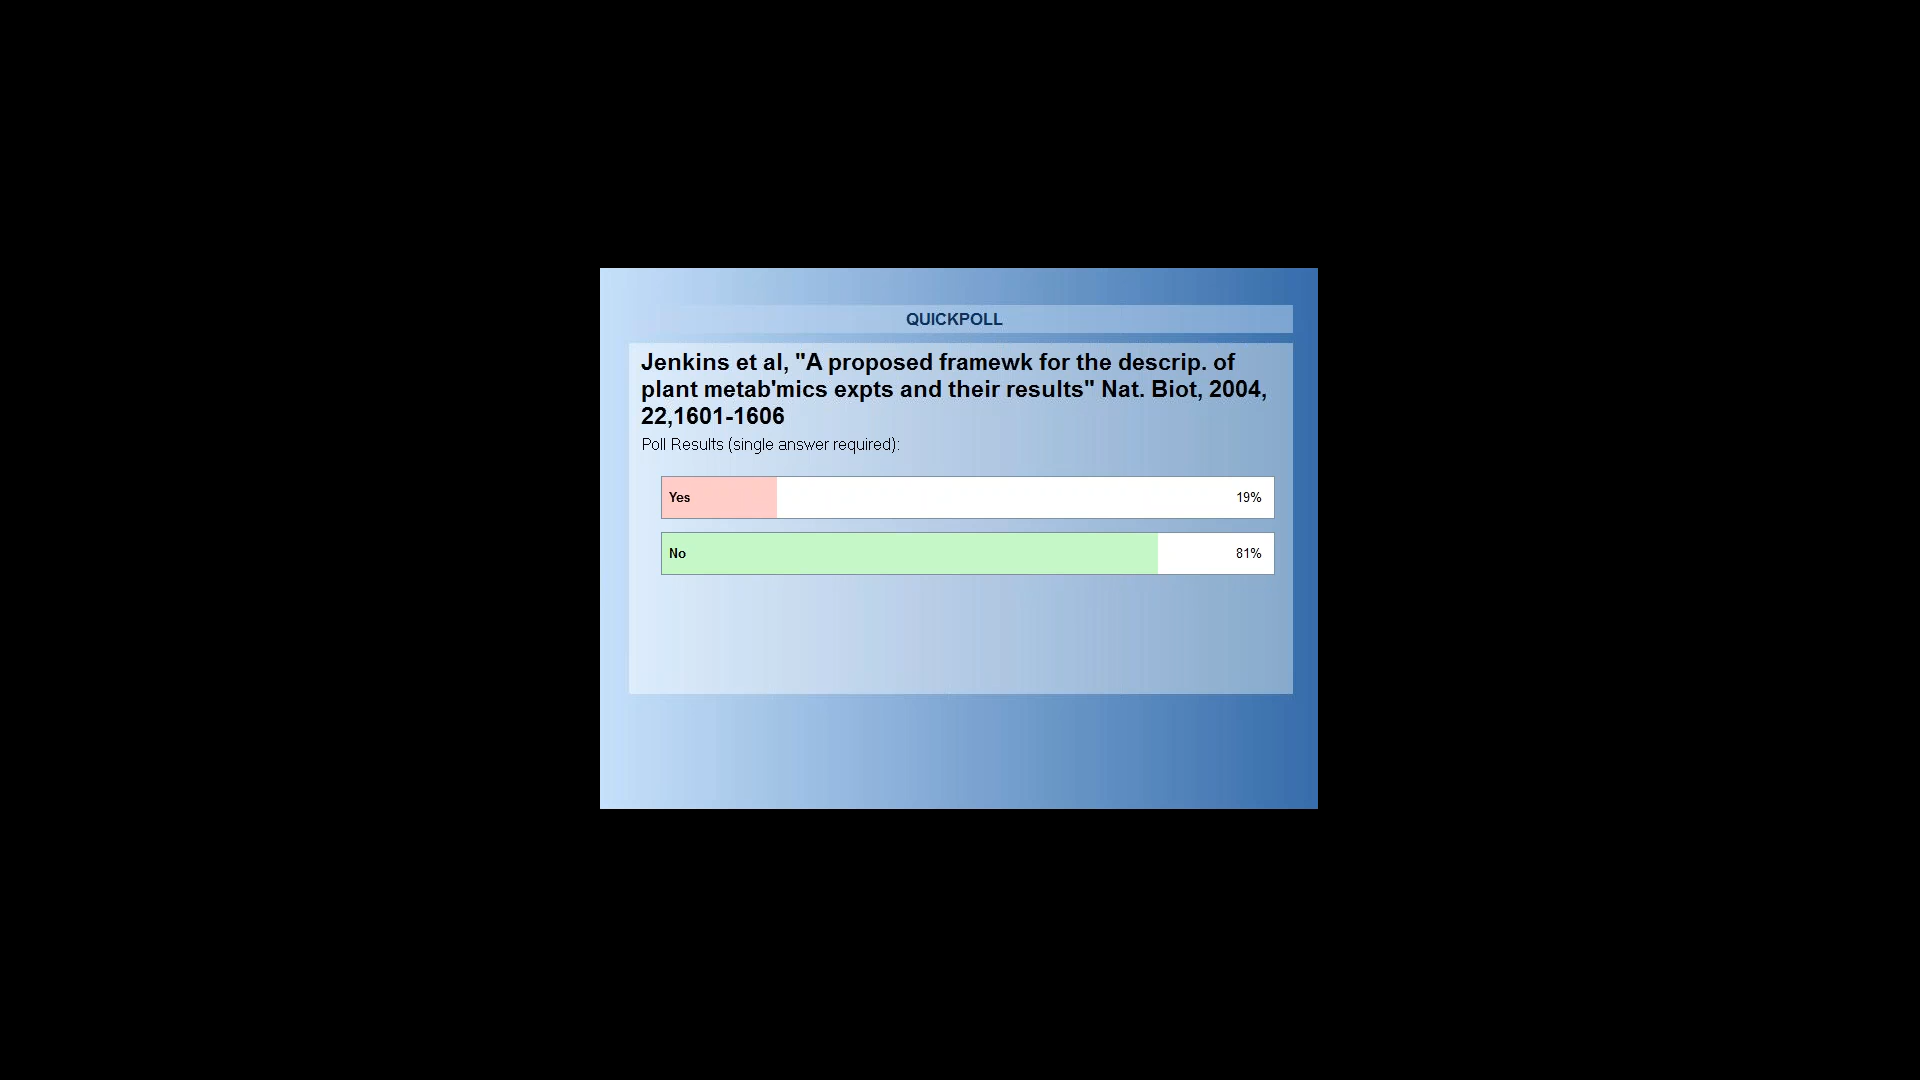 QUICKPOLL
Jenkins et al, "A proposed framewk for the descrip. of
plant metab'mics expts and their results" Nat. Biot, 2004,
22,1601-1606
Poll Results (single answer required):
Yes 19%
No 81%